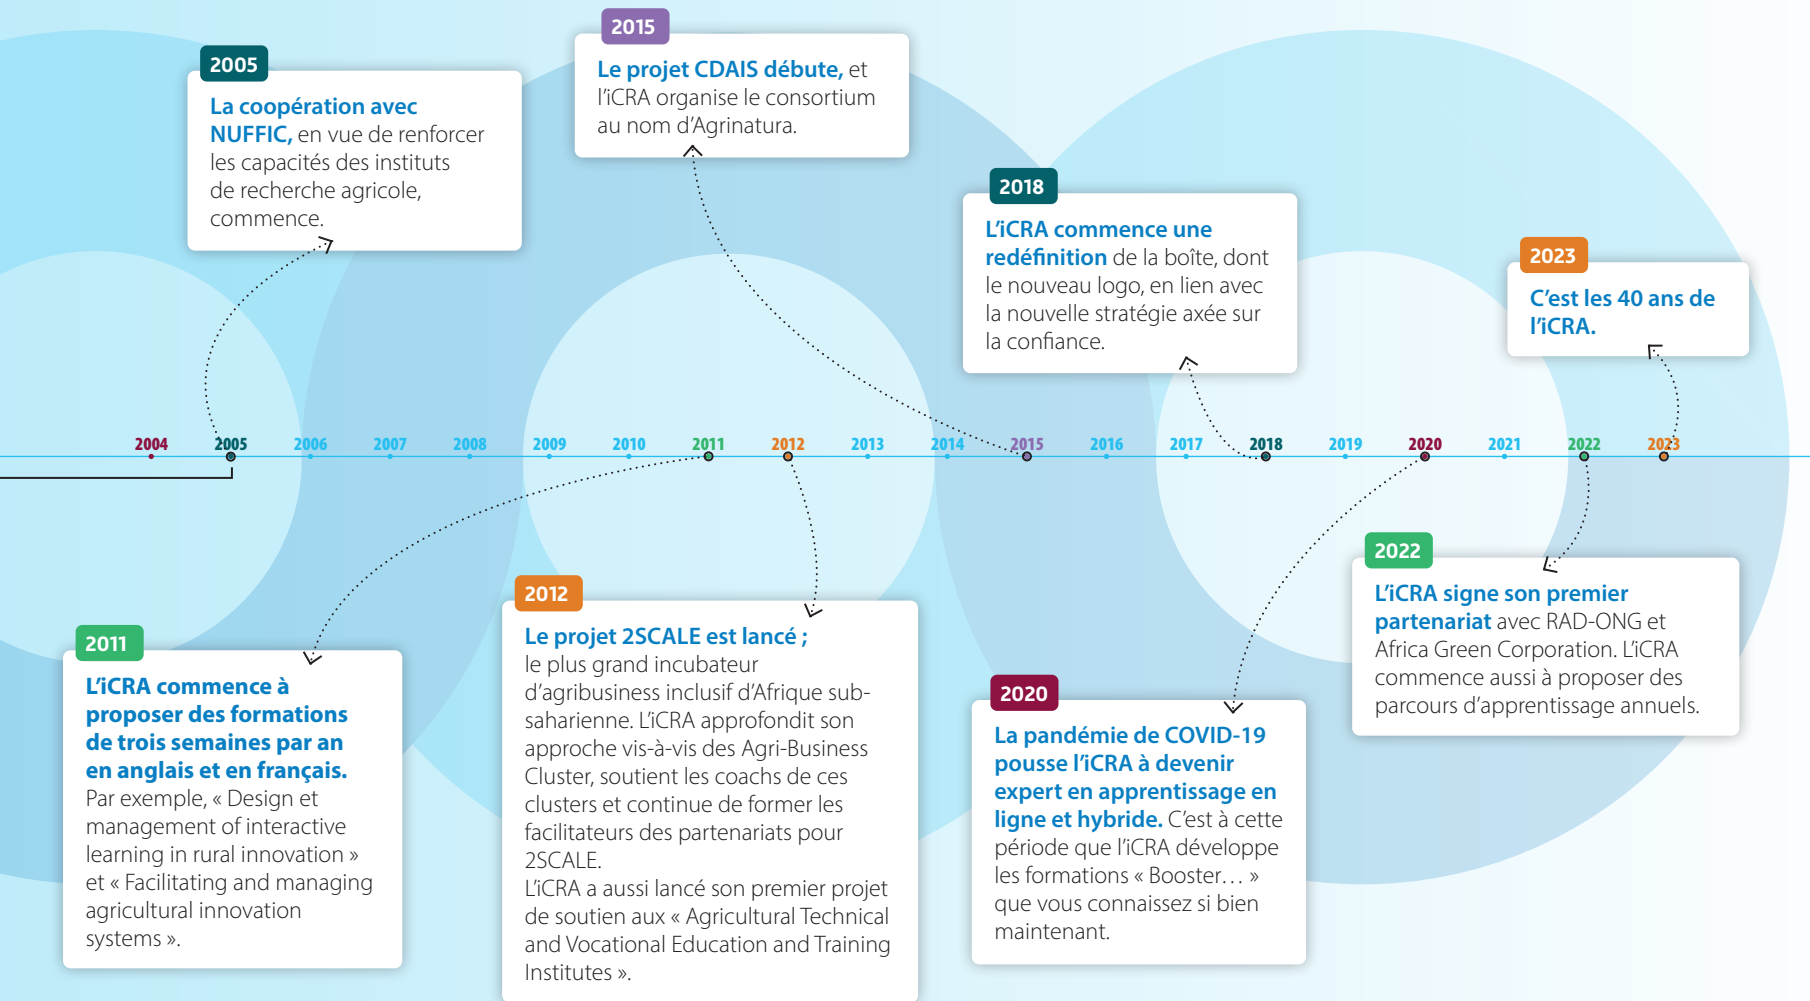 2005
La coopération avec
NUFFIC, en vue de renforcer
les capacités des instituts
de recherche agricole,
commence.
2015
Le projet CDAIS débute, et
l’iCRA organise le consortium
au nom d’Agrinatura.
2018
L’iCRA commence une
redéfinition de la boîte, dont
le nouveau logo, en lien avec
la nouvelle stratégie axée sur
la confiance.
2023
C’est les 40 ans de
l’iCRA.
2004 2005 2006 2007 2008 2009 2010 2011 2012 2013 2014 2015 2016 2017 2018 2019 2020 2021 2022 2023
2011
L’iCRA commence à
proposer des formations
de trois semaines par an
en anglais et en français.
Par exemple, « Design et
management of interactive
learning in rural innovation »
et « Facilitating and managing
agricultural innovation
systems ».
2012
Le projet 2SCALE est lancé ;
le plus grand incubateur
d’agribusiness inclusif d’Afrique sub-
saharienne. L’iCRA approfondit son
approche vis-à-vis des Agri-Business
Cluster, soutient les coachs de ces
clusters et continue de former les
facilitateurs des partenariats pour
2SCALE.
L’iCRA a aussi lancé son premier projet
de soutien aux « Agricultural Technical
and Vocational Education and Training
Institutes ».
2020
La pandémie de COVID-19
pousse l’iCRA à devenir
expert en apprentissage en
ligne et hybride. C’est à cette
période que l’iCRA développe
les formations « Booster… »
que vous connaissez si bien
maintenant.
2022
L’iCRA signe son premier
partenariat avec RAD-ONG et
Africa Green Corporation. L’iCRA
commence aussi à proposer des
parcours d’apprentissage annuels.